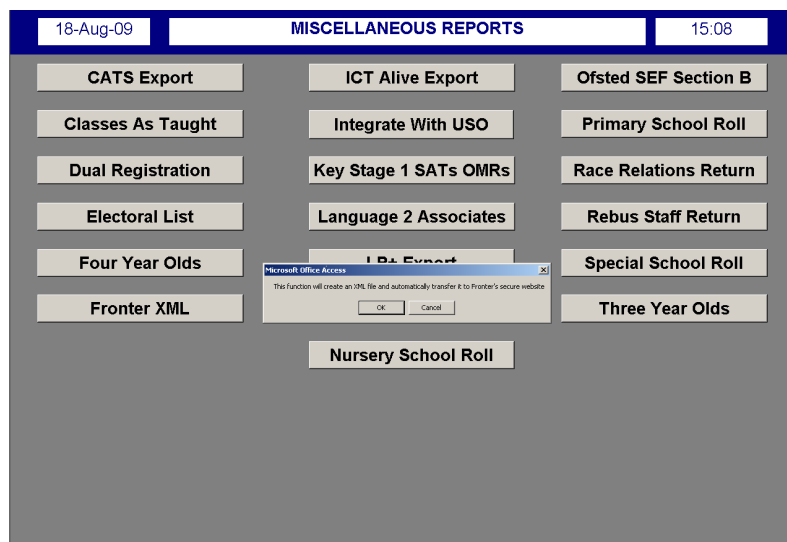 18-Aug-09
MISCELLANEOUS REPORTS
15:08
CATS Export
ICT Alive Export
Ofsted SEF Section B
Classes As Taught
Integrate With USO
Primary School Roll
Dual Registration
Key Stage 1 SATs OMRs
Race Relations Return
Electoral List
Language 2 Associates
Rebus Staff Return
Four Year Olds
Special School Roll
Microsoft Office Access
This function will create an XML file and automatically transfer it to Fronter's secure website
OK
Cancel
Fronter XML
Three Year Olds
Nursery School Roll